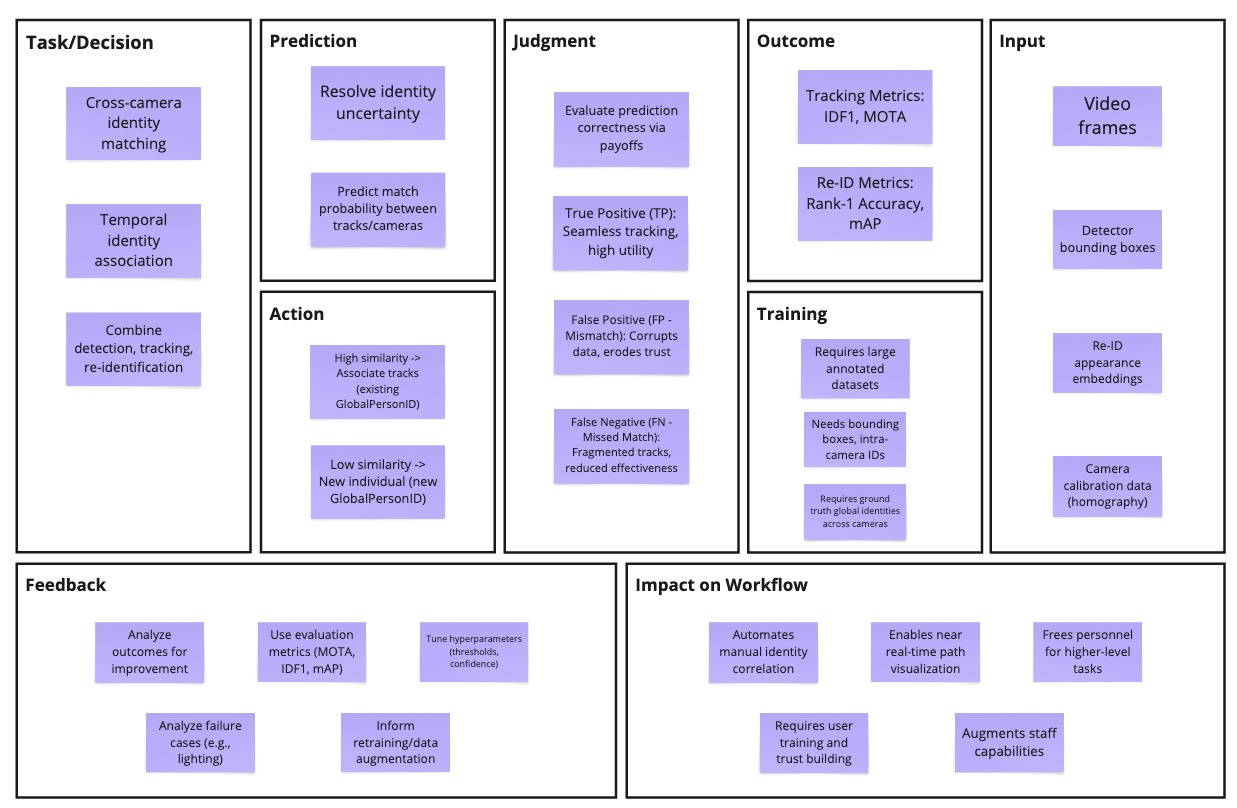 Task/Decision
Cross-camera
identity
matching
Temporal
identity
association
Combine
detection, tracking,
re-identification
Prediction
Resolve identity
uncertainty
Predict match
probability between
tracks/cameras
Action
High similarity ->
Associate tracks
(existing
GlobalPersonID)
Low similarity ->
New individual (new
GlobalPersonID)
Judgment
Evaluate prediction
correctness via
payoffs
True Positive (TP):
Seamless tracking,
high utility
False Positive (FP -
Mismatch): Corrupts
data, erodes trust
False Negative (FN -
Missed Match):
Fragmented tracks,
reduced effectiveness
Outcome
Tracking Metrics:
IDF1, MOTA
Re-ID Metrics:
Rank-1 Accuracy,
mAP
Training
Requires large
annotated
datasets
Needs bounding
boxes, intra-
camera IDs
Requires ground
truth global identities
across cameras
Input
Video
frames
Detector
bounding boxes
Re-ID
appearance
embeddings
Camera
calibration data
(homography)
Feedback
Analyze
outcomes for
improvement
Use evaluation
metrics (MOTA,
IDF1, mAP)
Tune hyperparameters
(thresholds,
confidence)
Analyze failure
cases (e.g.,
lighting)
Inform
retraining/data
augmentation
Impact on Workflow
Automates
manual identity
correlation
Enables near
real-time path
visualization
Frees personnel
for higher-level
tasks
Requires user
training and
trust building
Augments staff
capabilities